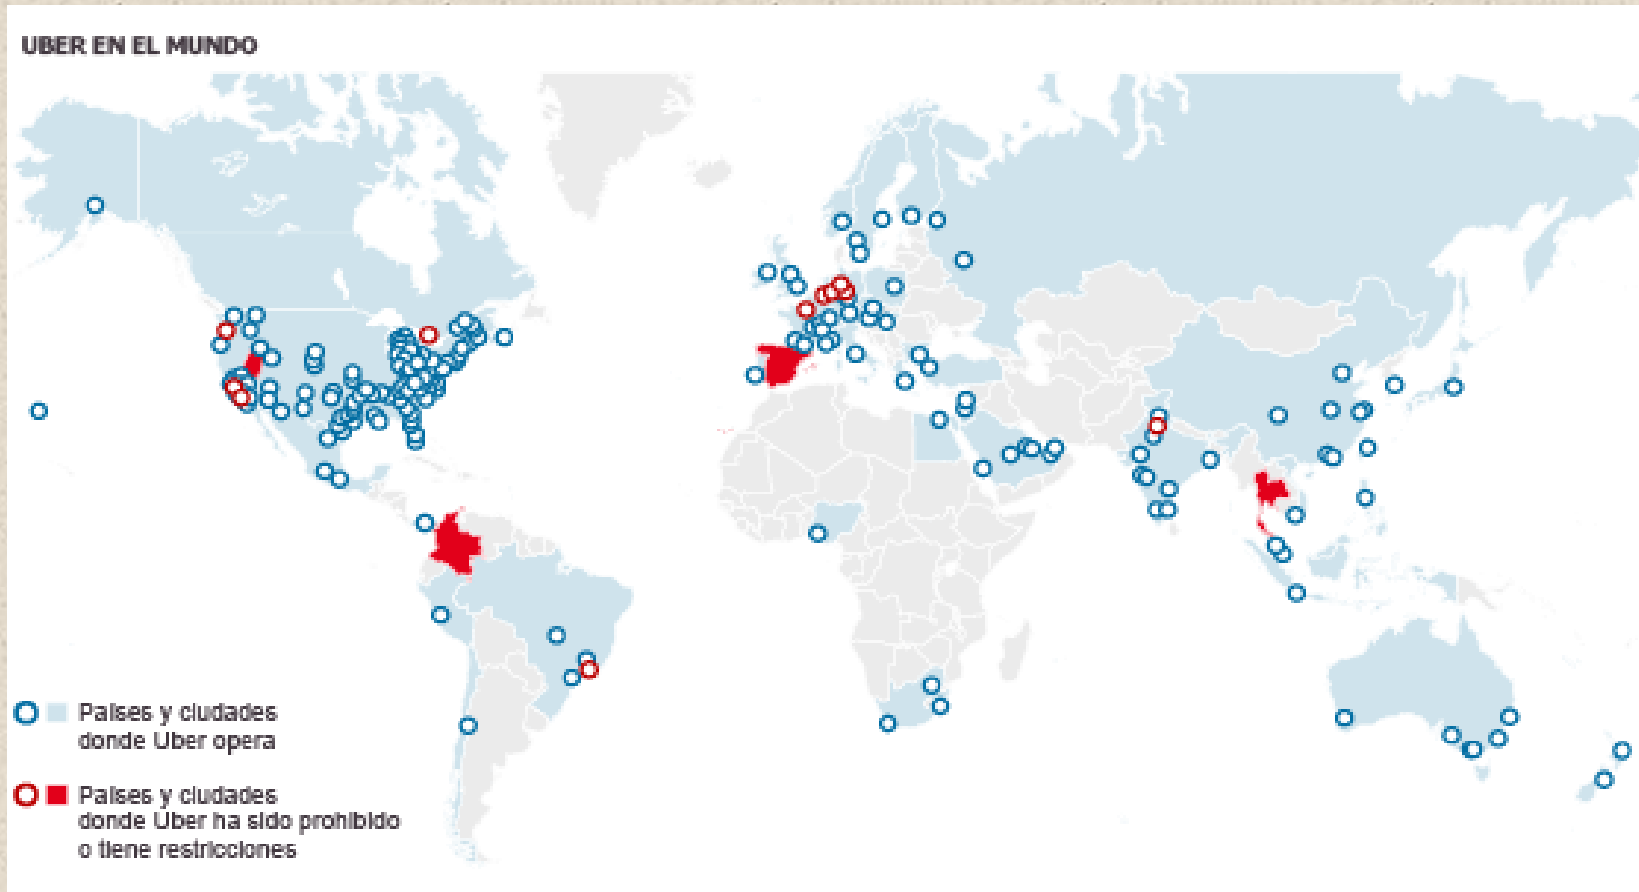 UBER EN EL MUNDO
Países y ciudades
donde Uber opera
Países y ciudades
donde Uber ha sido prohibido
o tiene restricciones